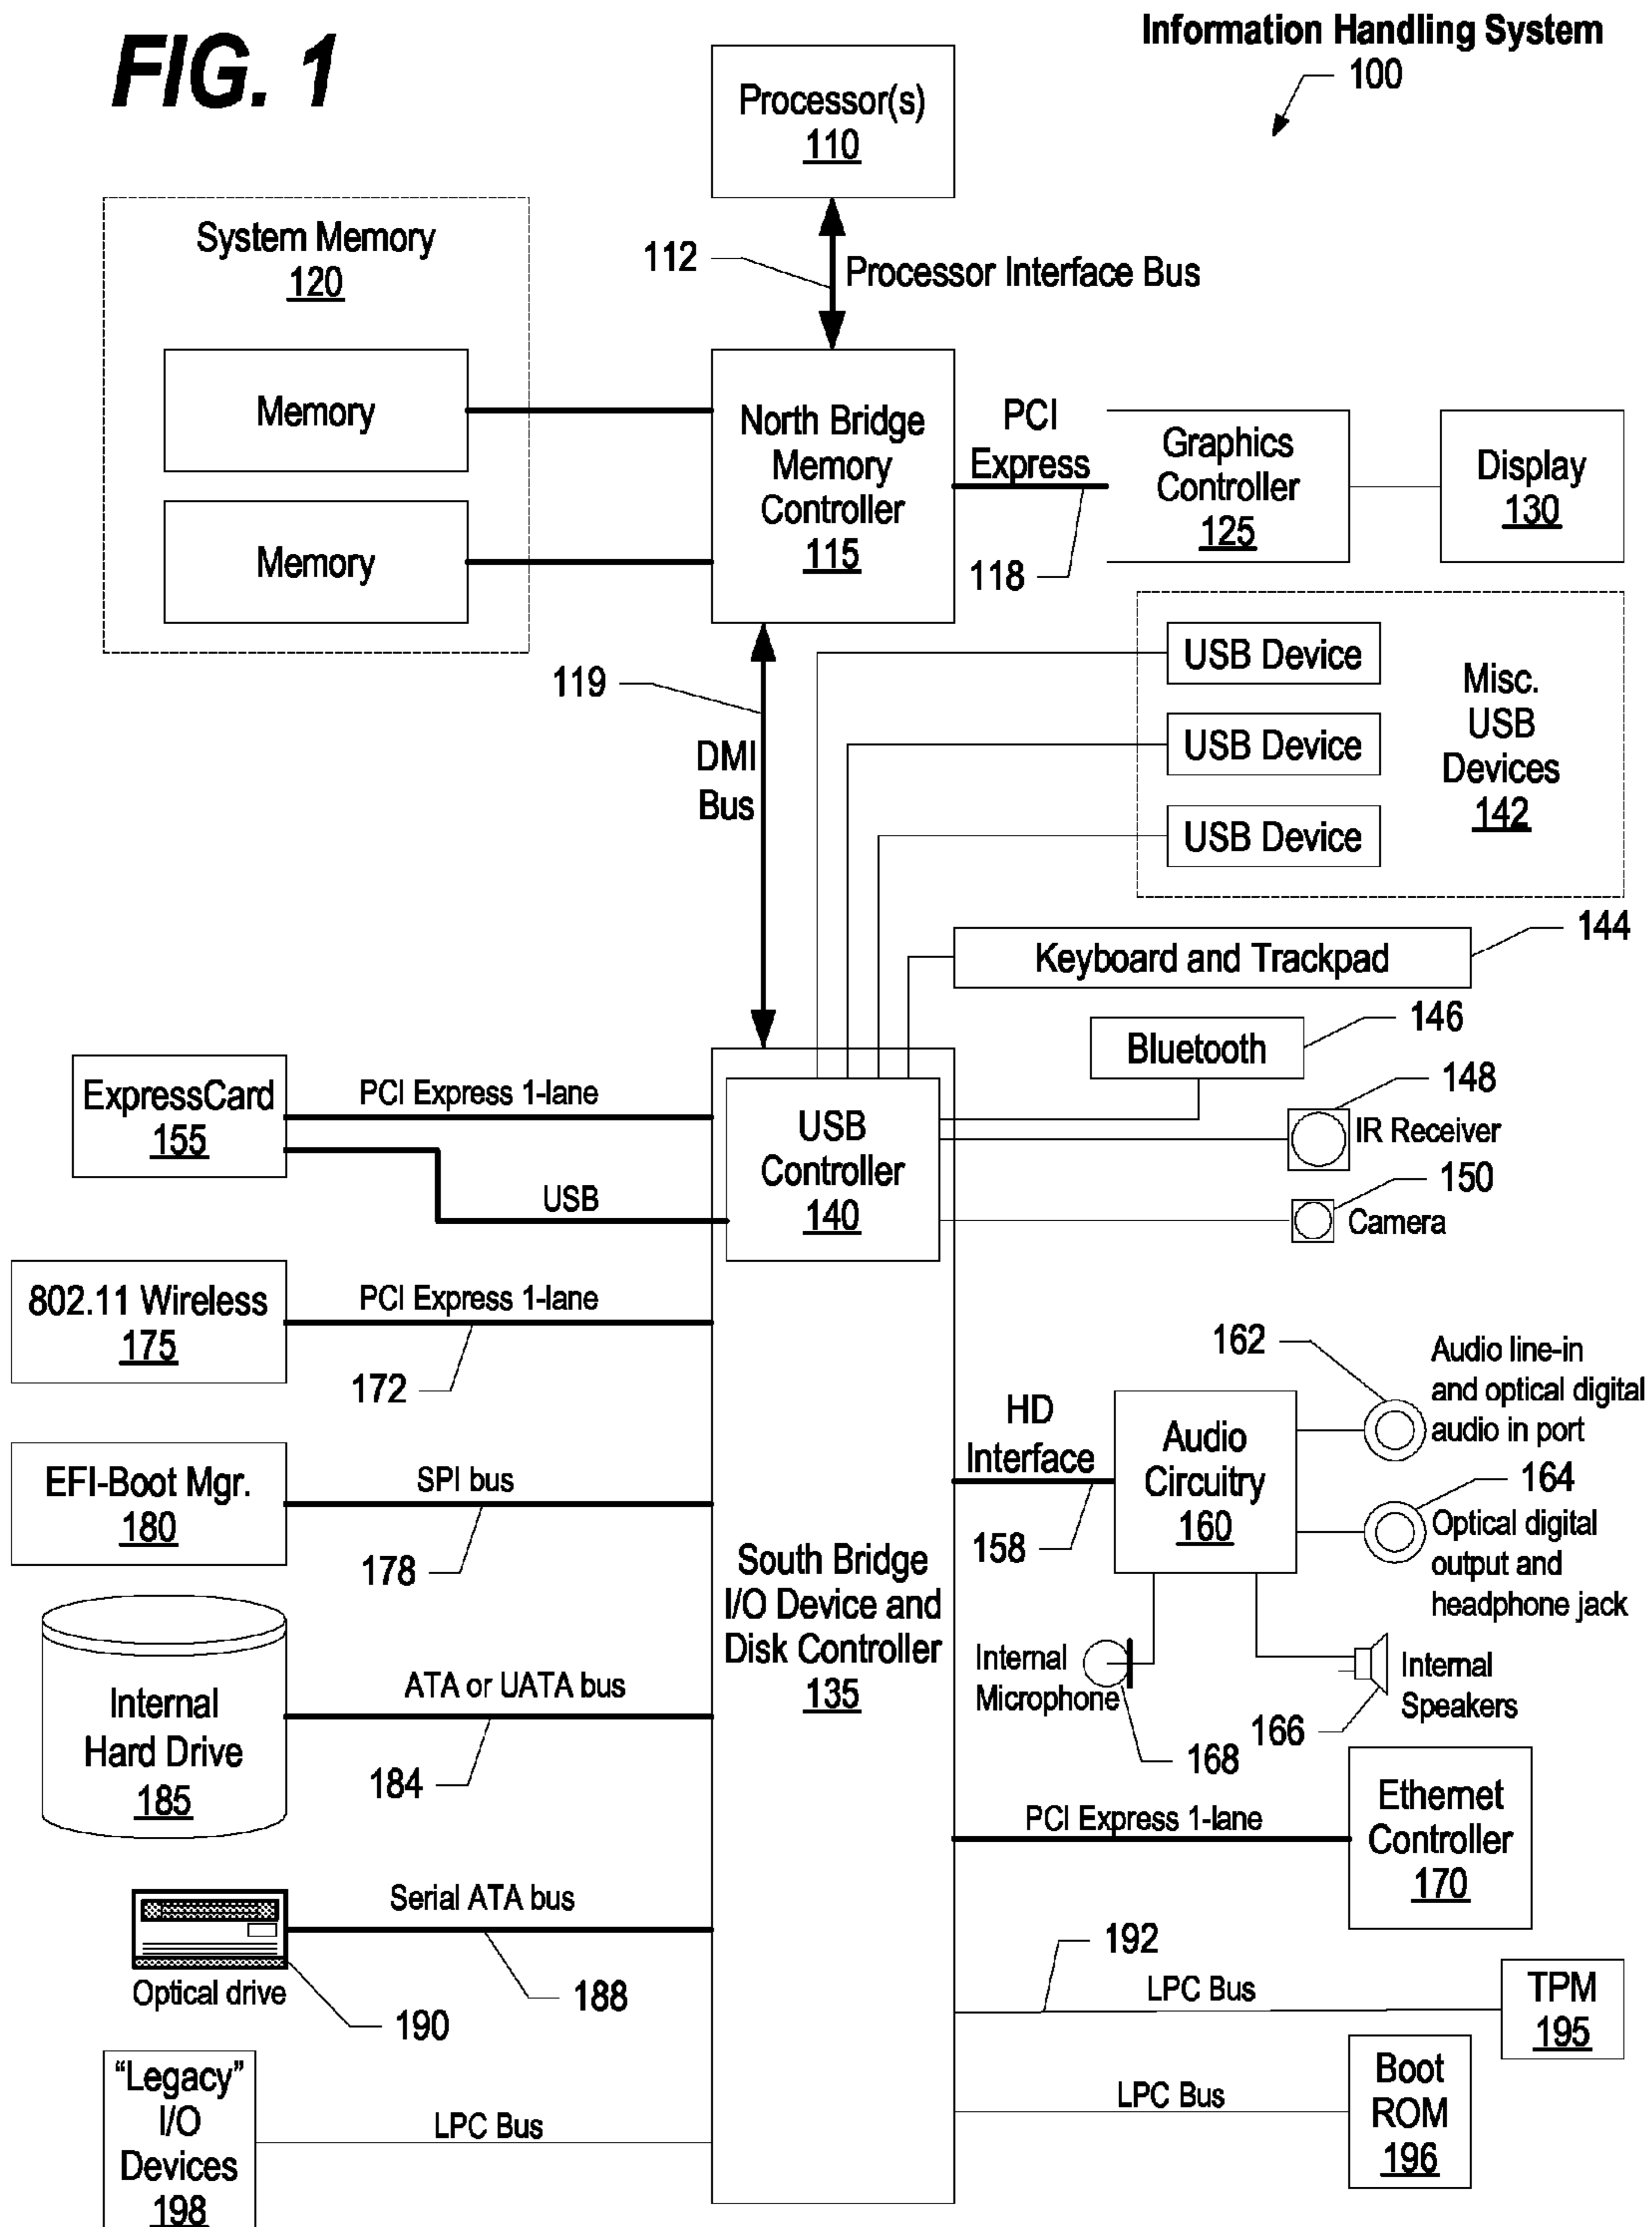 FIG. 1
Information Handling System
100
Processor(s)
110
System Memory
120
112
Processor Interface Bus
Memory
Memory
North Bridge
Memory
Controller
115
PCI
Express
118
Graphics
Controller
125
Display
130
119
DMI
Bus
USB Device
USB Device
USB Device
Misc.
USB
Devices
142
144
Keyboard and Trackpad
146
Bluetooth
148
IR Receiver
150
Camera
ExpressCard
155
PCI Express 1-lane
USB
USB
Controller
140
802.11 Wireless
175
PCI Express 1-lane
172
162
Audio line-in
and optical digital
audio in port
HD
Interface
158
Audio
Circuitry
160
164
Optical digital
output and
headphone jack
EFI-Boot Mgr.
180
SPI bus
178
South Bridge
I/O Device and
Disk Controller
135
Internal
Microphone
168
Internal
Speakers
166
Internal
Hard Drive
185
ATA or UATA bus
184
PCI Express 1-lane
Ethernet
Controller
170
Serial ATA bus
188
Optical drive
190
192
LPC Bus
TPM
195
"Legacy"
I/O
Devices
198
LPC Bus
LPC Bus
Boot
ROM
196